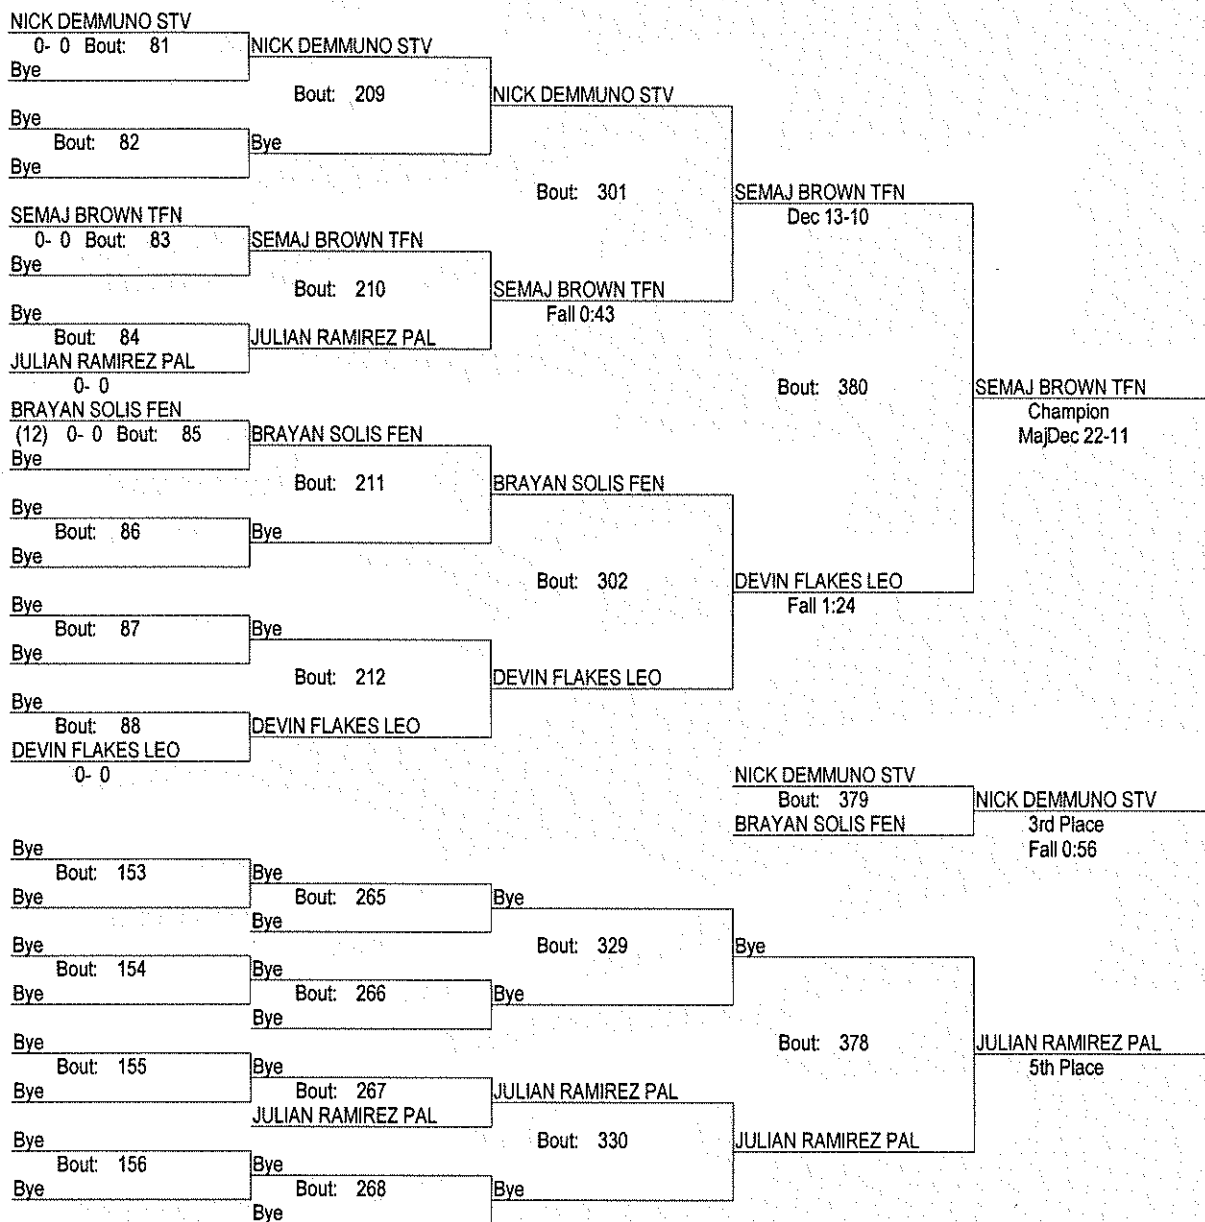 NICK DEMMUNO STV
0- 0 Bout: 81
NICK DEMMUNO STV
Bye
Bout: 209
NICK DEMMUNO STV
Bye
Bout: 82
Bye
Bye
Bout: 301
SEMAJ BROWN TFN
Dec 13-10
SEMAJ BROWN TFN
0- 0 Bout: 83
SEMAJ BROWN TFN
Bye
Bout: 210
SEMAJ BROWN TFN
Fall 0:43
Bye
Bout: 84
JULIAN RAMIREZ PAL
JULIAN RAMIREZ PAL
0- 0
Bout: 380
SEMAJ BROWN TFN
Champion
MajDec 22-11
BRAYAN SOLIS FEN
(12) 0- 0 Bout: 85
BRAYAN SOLIS FEN
Bye
Bout: 211
BRAYAN SOLIS FEN
Bye
Bout: 86
Bye
Bye
Bout: 302
DEVIN FLAKES LEO
Fall 1:24
Bye
Bout: 87
Bye
Bye
Bout: 212
DEVIN FLAKES LEO
Bye
Bout: 88
DEVIN FLAKES LEO
DEVIN FLAKES LEO
0- 0
NICK DEMMUNO STV
Bout: 379
NICK DEMMUNO STV
BRAYAN SOLIS FEN
3rd Place
Fall 0:56
Bye
Bout: 153
Bye
Bye
Bout: 265
Bye
Bye
Bye
Bout: 329
Bye
Bout: 154
Bye
Bye
Bout: 266
Bye
Bye
Bout: 378
JULIAN RAMIREZ PAL
5th Place
Bye
Bout: 155
Bye
Bye
Bout: 267
JULIAN RAMIREZ PAL
JULIAN RAMIREZ PAL
Bye
Bout: 330
JULIAN RAMIREZ PAL
Bout: 156
Bye
Bye
Bout: 268
Bye
Bye